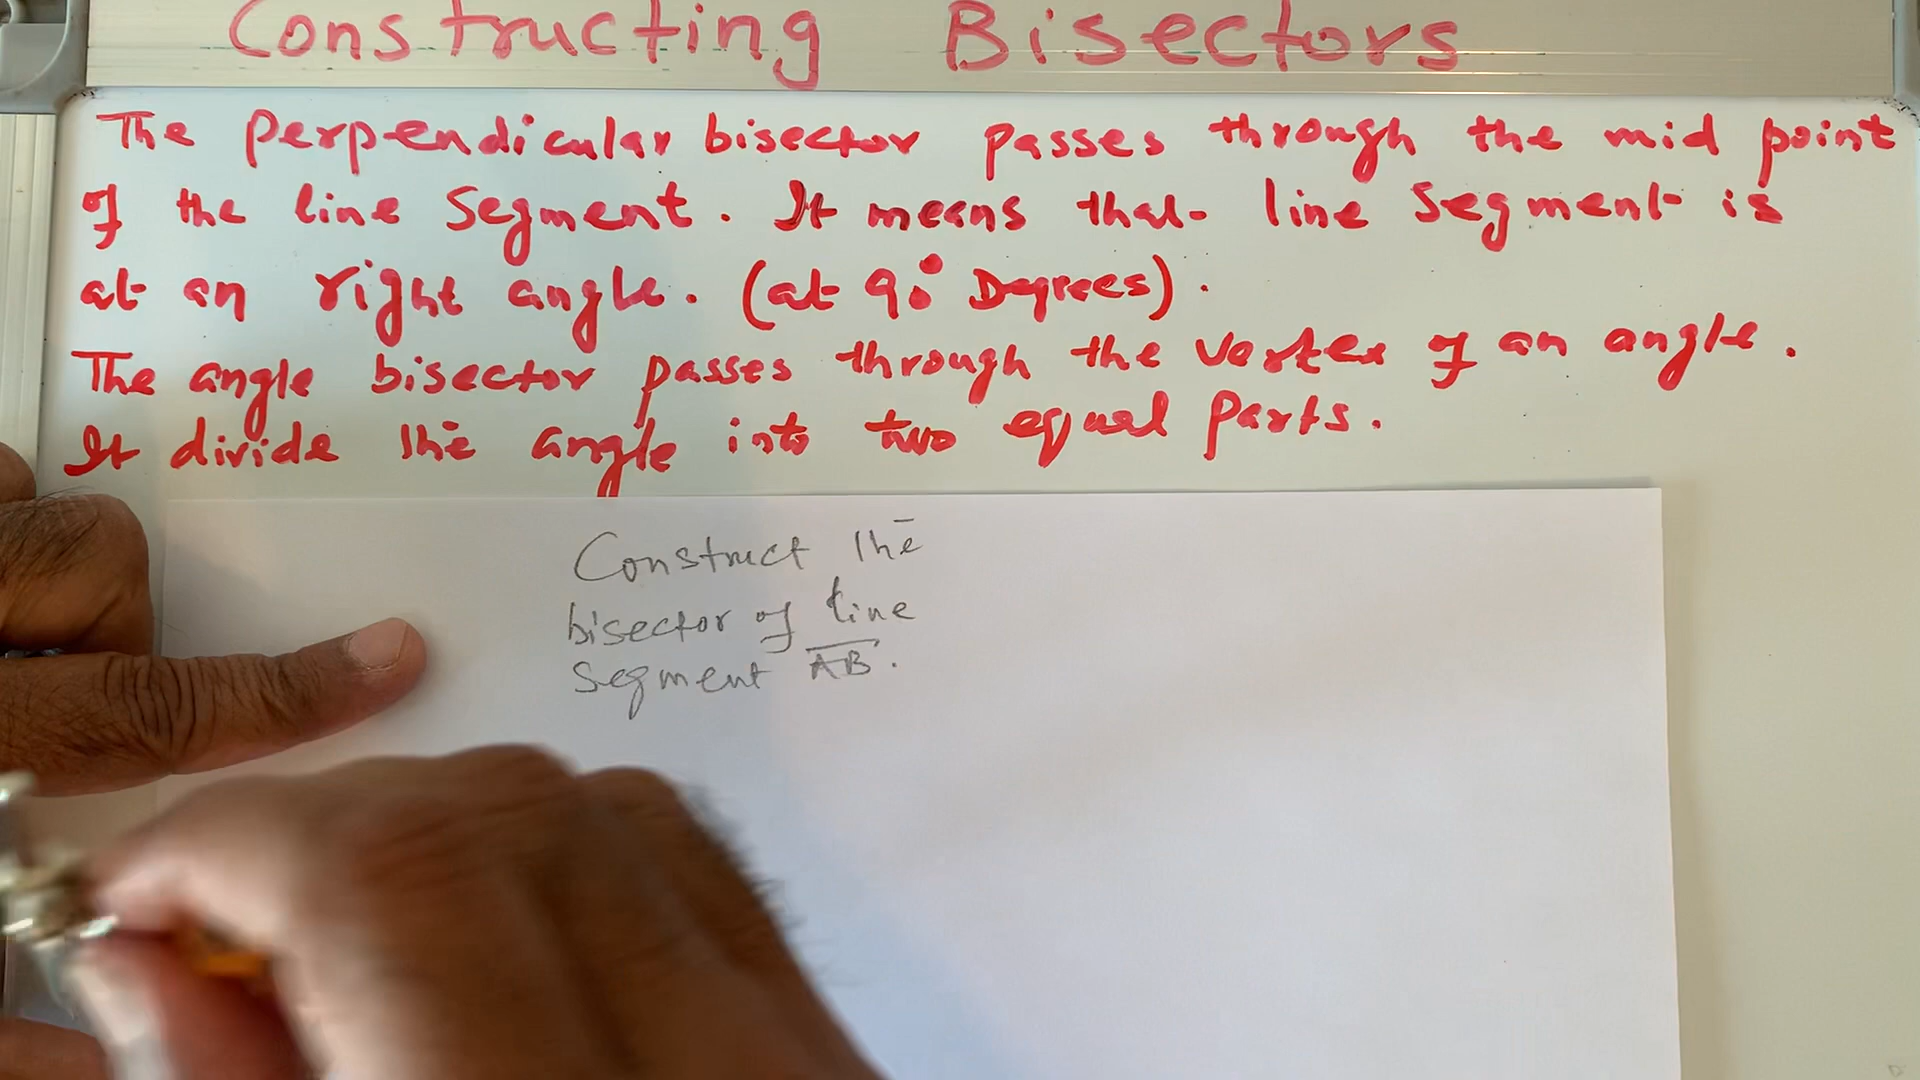 Constructing Bisectors
The perpendicular bisector passes through the mid point
of the line segment. It means that line segment is
at an right angle. (at 90° Degrees).
The angle bisector passes through the vertex of an angle.
It divide the angle into two equal parts.
Construct the
bisector of line
segment A̅B̅.